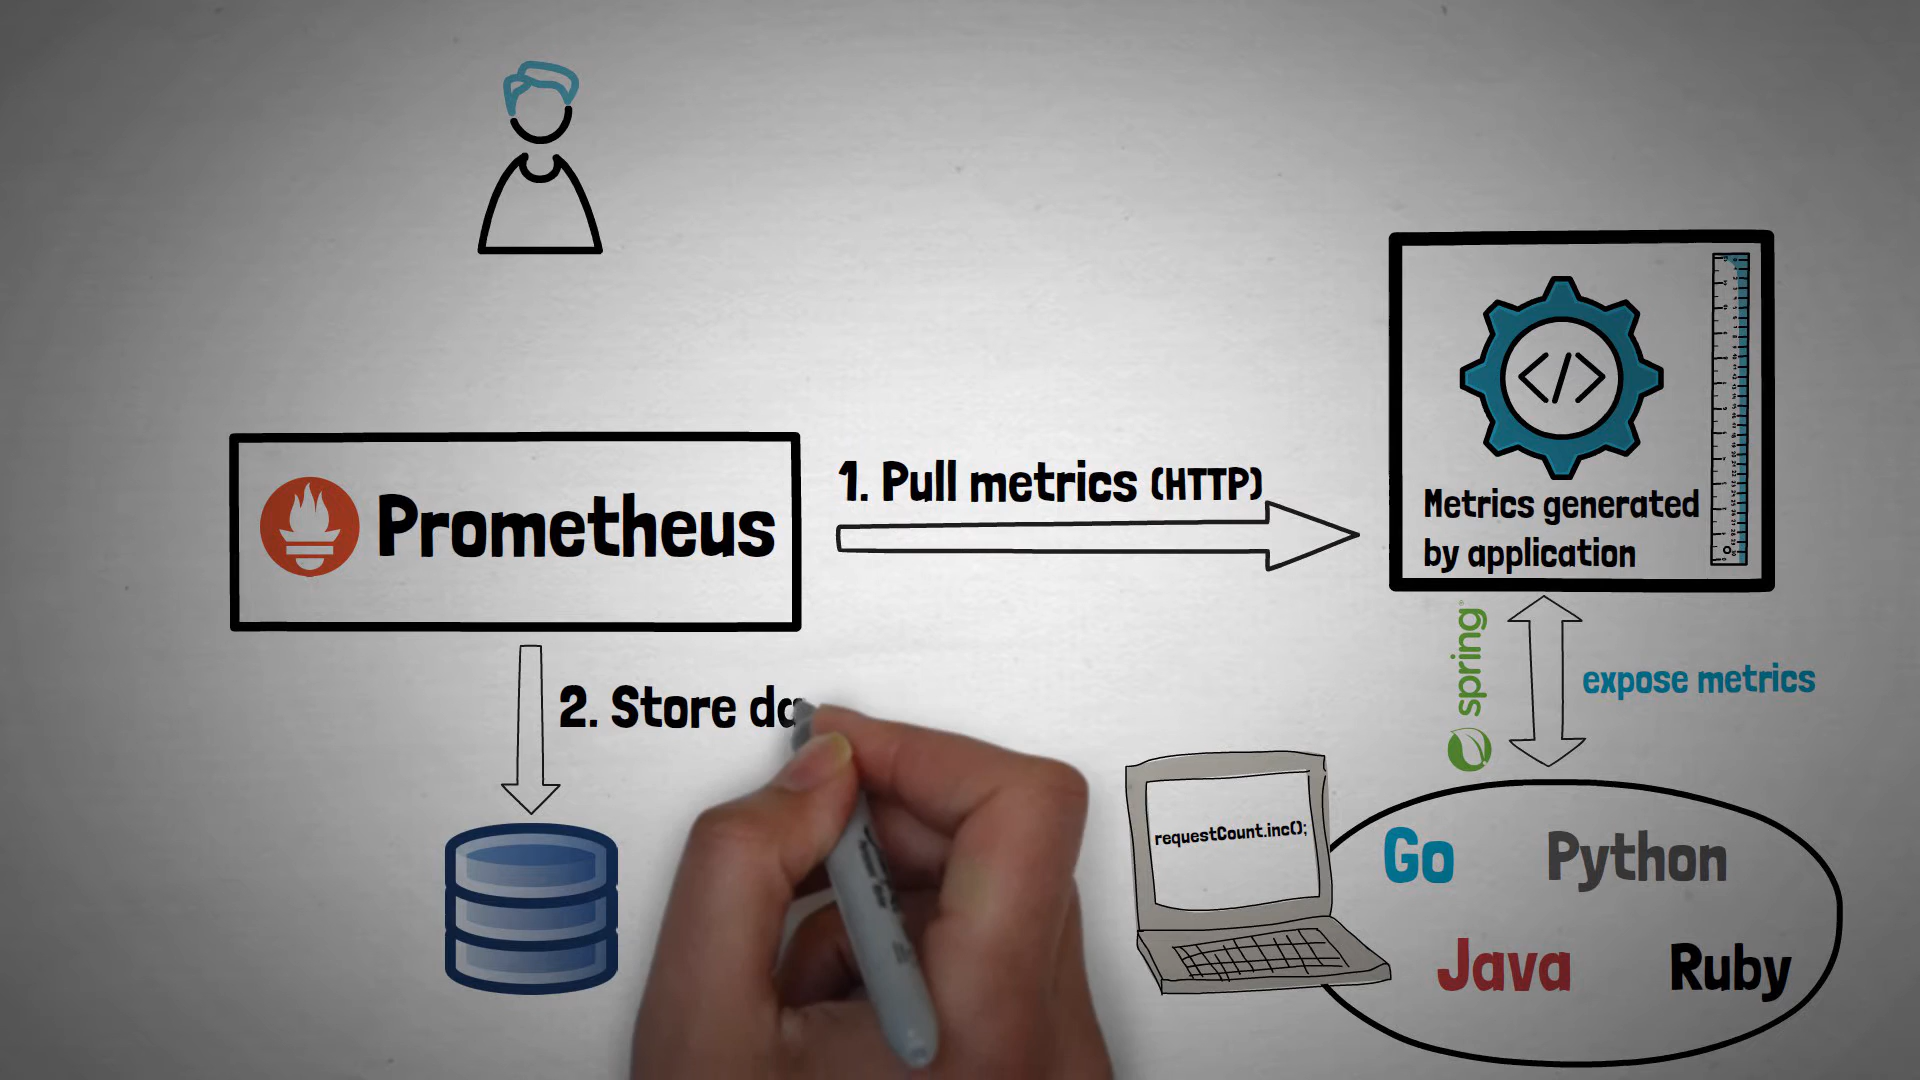 1. Pull metrics (HTTP)
Prometheus
Metrics generated
by application
2. Store da
spring
expose metrics
requestCount.inc();
Go
Python
Java
Ruby